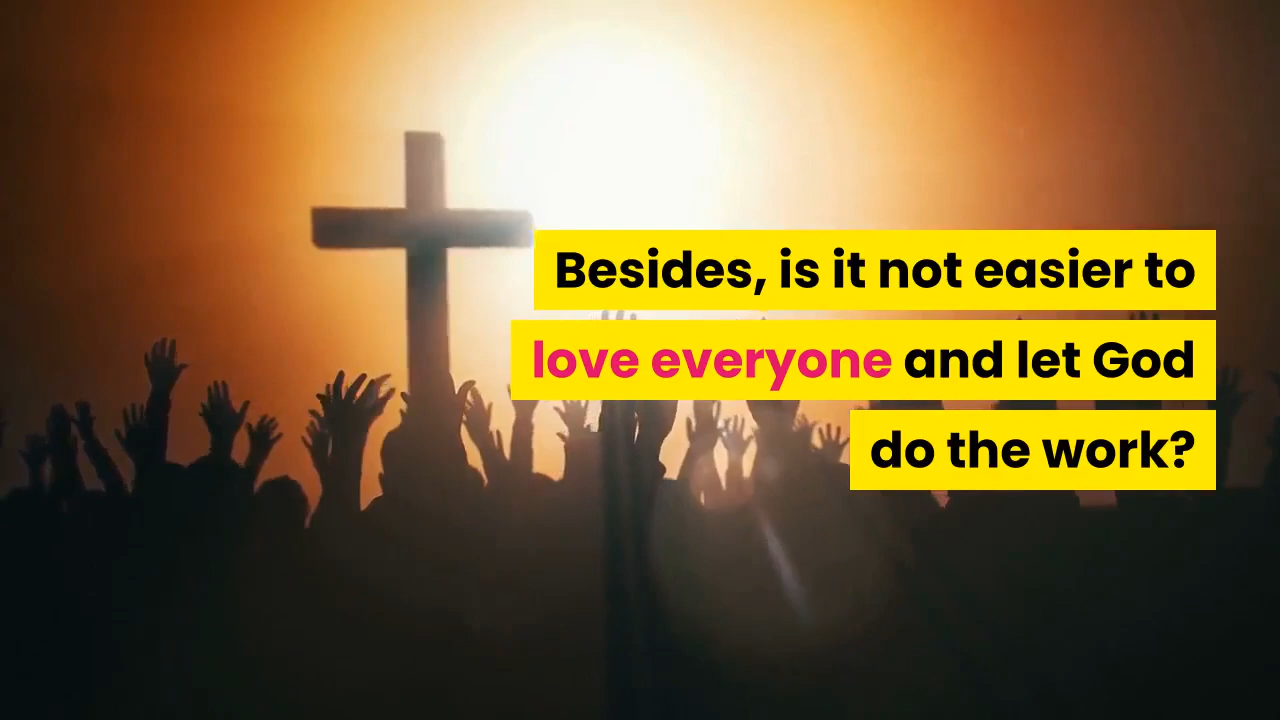 Besides, is it not easier to
love everyone and let God
do the work?